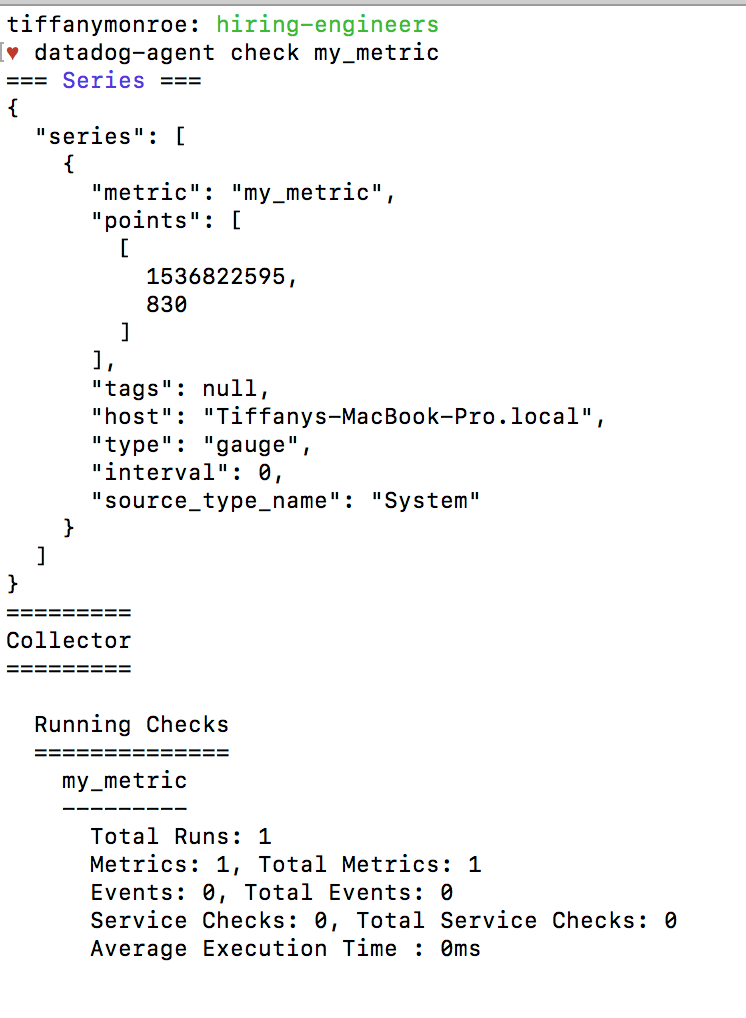 tiffanymonroe: hiring-engineers
♥ datadog-agent check my_metric
=== Series ===
{
  "series": [
    {
      "metric": "my_metric",
      "points": [
        [
          1536822595,
          830
        ]
      ],
      "tags": null,
      "host": "Tiffanys-MacBook-Pro.local",
      "type": "gauge",
      "interval": 0,
      "source_type_name": "System"
    }
  ]
}
=========
Collector
=========

  Running Checks
  ==============
    my_metric
    ---------
      Total Runs: 1
      Metrics: 1, Total Metrics: 1
      Events: 0, Total Events: 0
      Service Checks: 0, Total Service Checks: 0
      Average Execution Time : 0ms